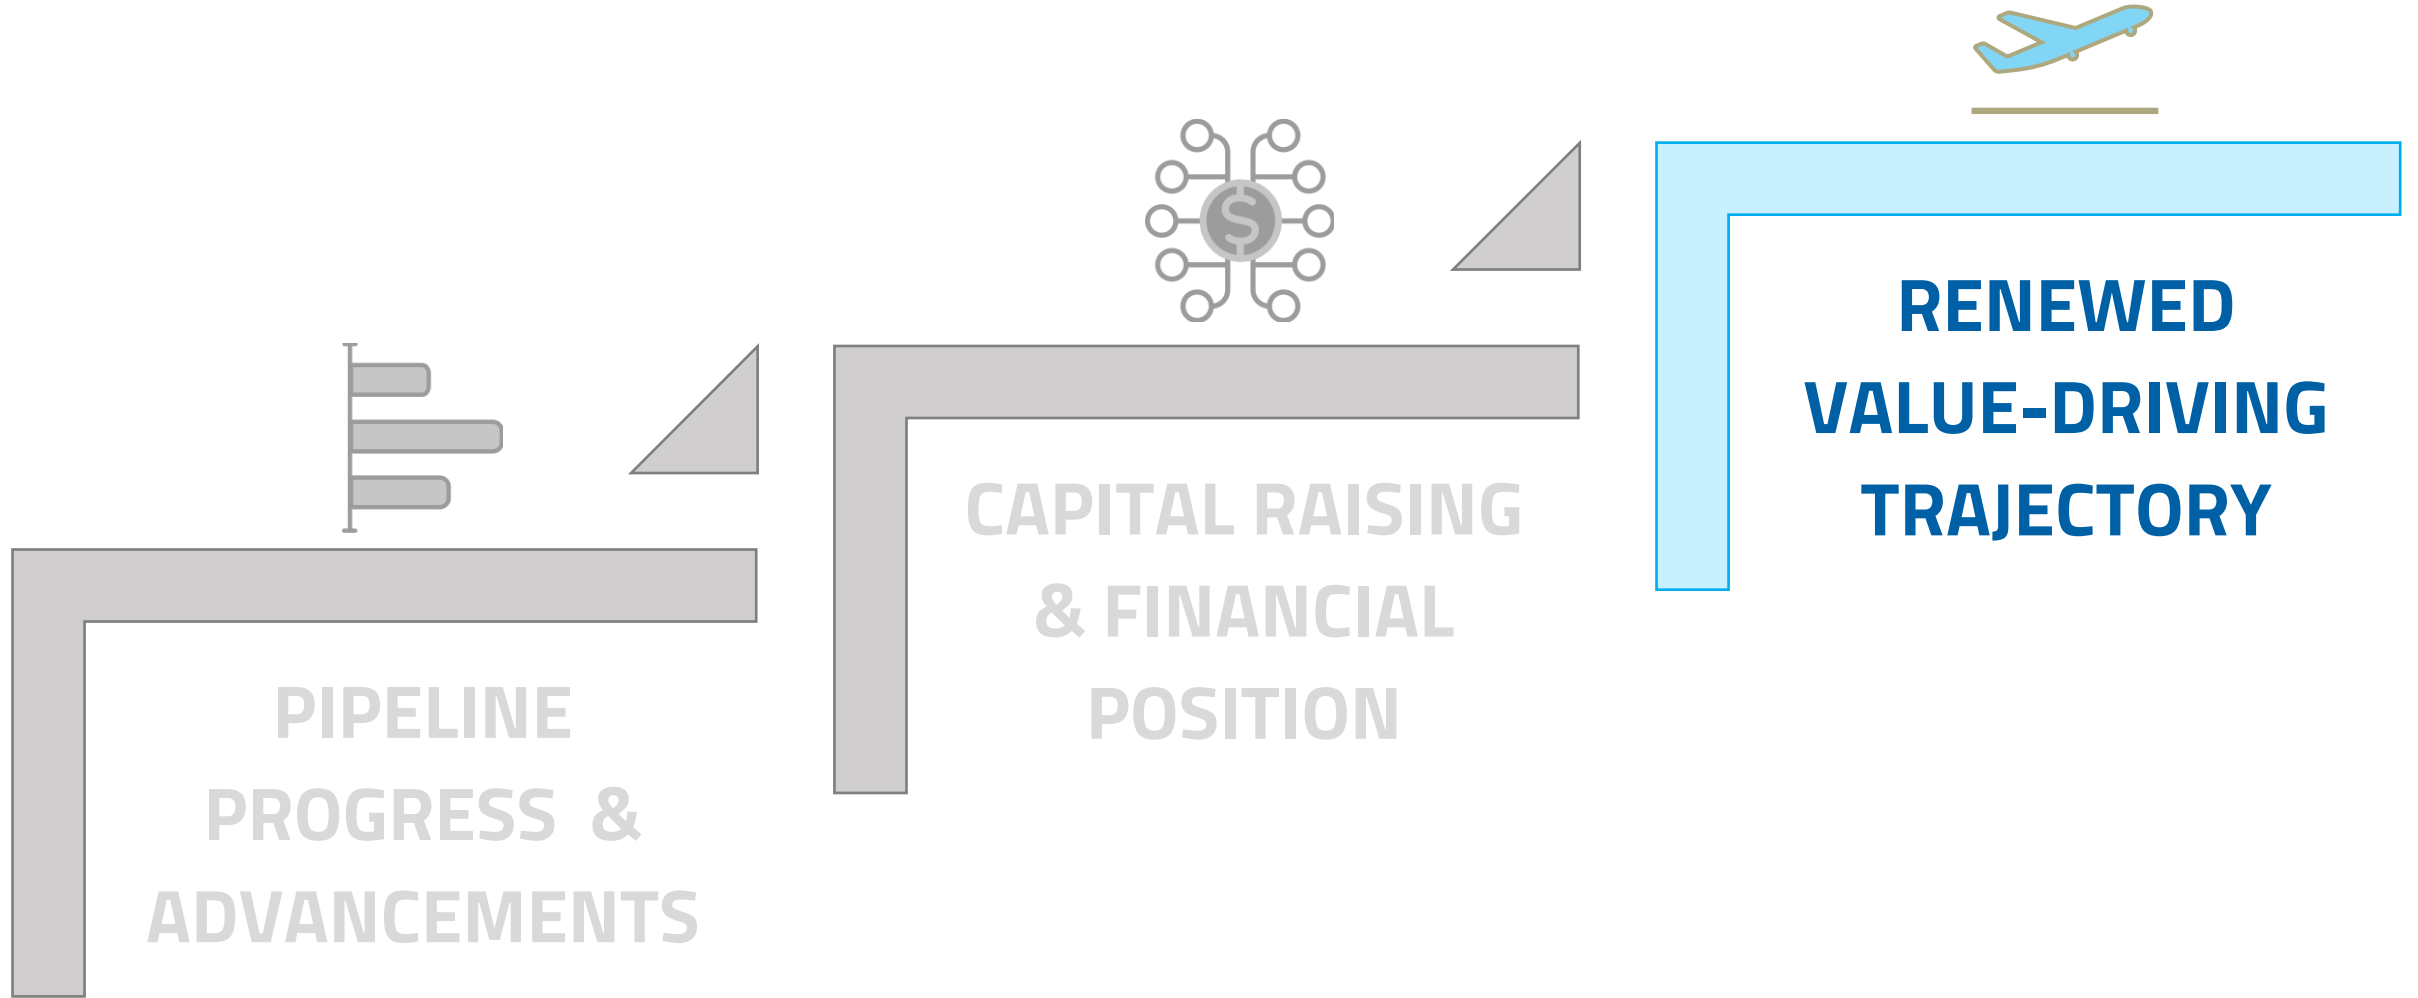 PIPELINE
PROGRESS &
ADVANCEMENTS
CAPITAL RAISING
& FINANCIAL
POSITION
RENEWED
VALUE-DRIVING
TRAJECTORY
$